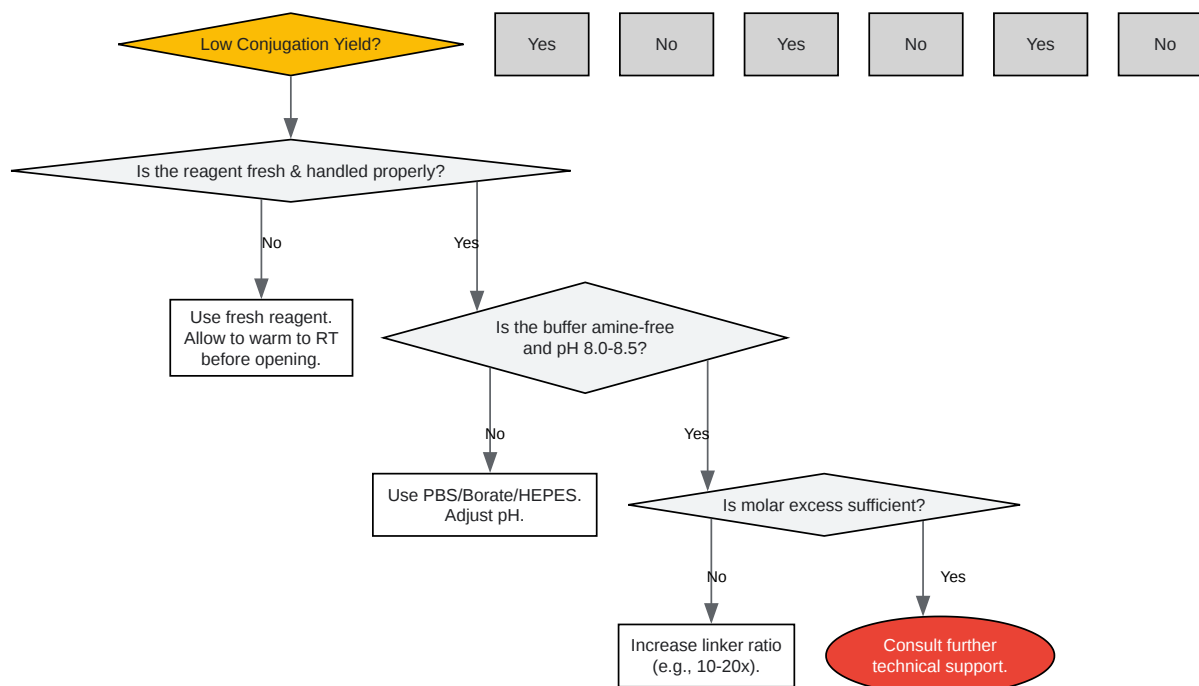 Low Conjugation Yield?
Yes
No
Yes
No
Yes
No
Is the reagent fresh & handled properly?
No
Yes
Use fresh reagent.
Allow to warm to RT
before opening.
Is the buffer amine-free
and pH 8.0-8.5?
No
Yes
Use PBS/Borate/HEPES.
Adjust pH.
Is molar excess sufficient?
No
Yes
Increase linker ratio
(e.g., 10-20x).
Consult further
technical support.